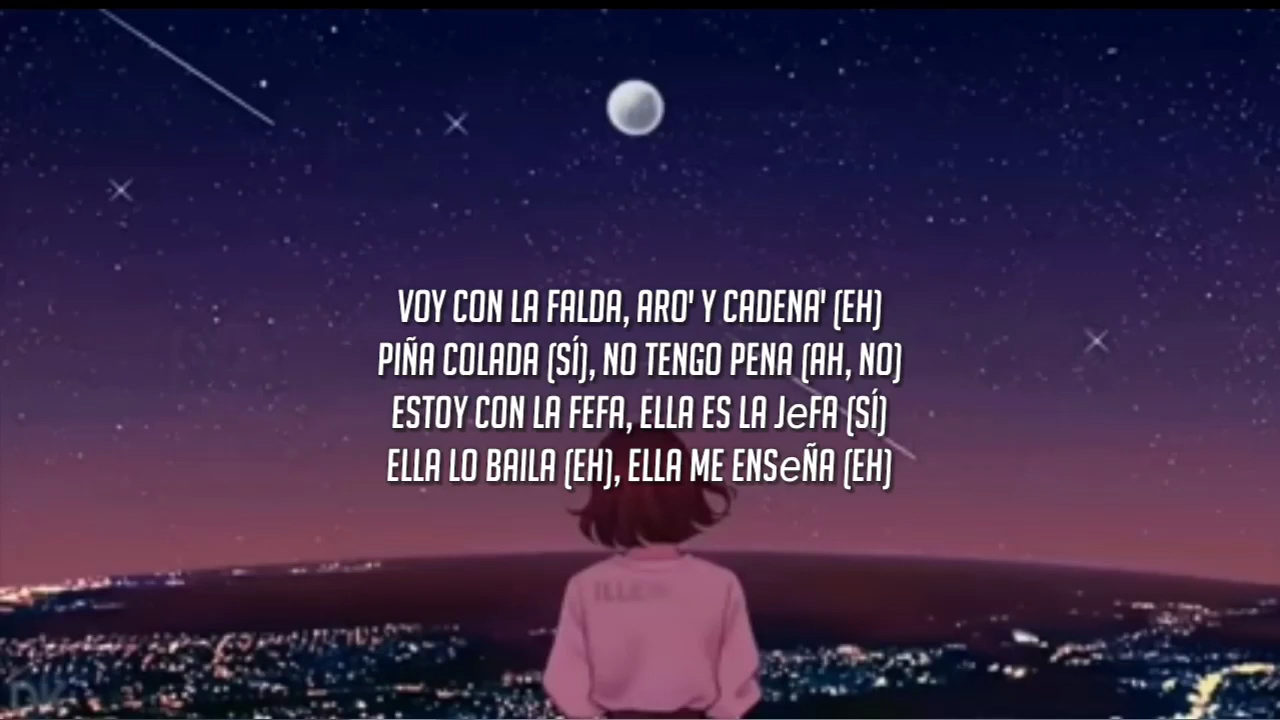 VOY CON LA FALDA, ARO' Y CADENA' (EH)
PIÑA COLADA (SÍ), NO TENGO PENA (AH, NO)
ESTOY CON LA FEFA, ELLA ES LA JeFA (SÍ)
ELLA LO BAILA (EH), ELLA ME ENSeÑA (EH)